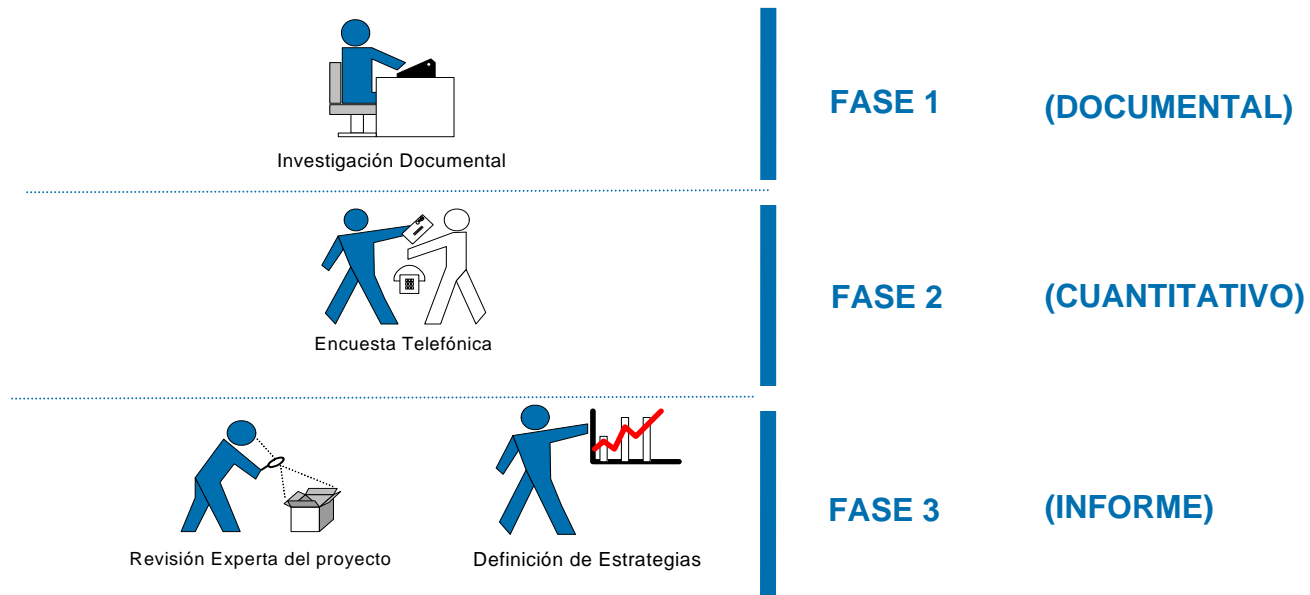 FASE 1 (DOCUMENTAL)
Investigación Documental
FASE 2 (CUANTITATIVO)
Encuesta Telefónica
FASE 3 (INFORME)
Revisión Experta del proyecto
Definición de Estrategias